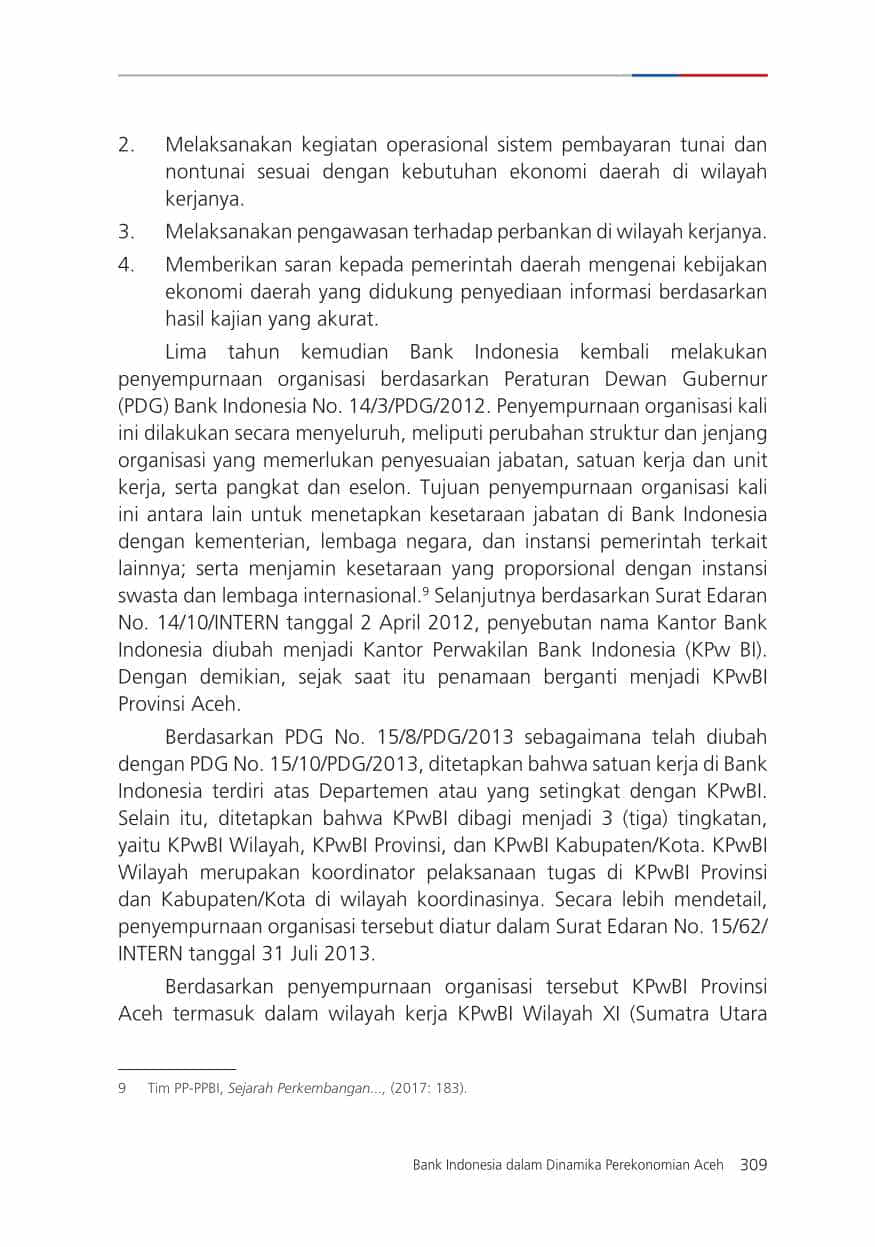 2. Melaksanakan kegiatan operasional sistem pembayaran tunai dan
nontunai sesuai dengan kebutuhan ekonomi daerah di wilayah
kerjanya.
3. Melaksanakan pengawasan terhadap perbankan di wilayah kerjanya.
4. Memberikan saran kepada pemerintah daerah mengenai kebijakan
ekonomi daerah yang didukung penyediaan informasi berdasarkan
hasil kajian yang akurat.
Lima tahun kemudian Bank Indonesia kembali melakukan
penyempurnaan organisasi berdasarkan Peraturan Dewan Gubernur
(PDG) Bank Indonesia No. 14/3/PDG/2012. Penyempurnaan organisasi kali
ini dilakukan secara menyeluruh, meliputi perubahan struktur dan jenjang
organisasi yang memerlukan penyesuaian jabatan, satuan kerja dan unit
kerja, serta pangkat dan eselon. Tujuan penyempurnaan organisasi kali
ini antara lain untuk menetapkan kesetaraan jabatan di Bank Indonesia
dengan kementerian, lembaga negara, dan instansi pemerintah terkait
lainnya; serta menjamin kesetaraan yang proporsional dengan instansi
swasta dan lembaga internasional.⁹ Selanjutnya berdasarkan Surat Edaran
No. 14/10/INTERN tanggal 2 April 2012, penyebutan nama Kantor Bank
Indonesia diubah menjadi Kantor Perwakilan Bank Indonesia (KPw BI).
Dengan demikian, sejak saat itu penamaan berganti menjadi KPwBI
Provinsi Aceh.
Berdasarkan PDG No. 15/8/PDG/2013 sebagaimana telah diubah
dengan PDG No. 15/10/PDG/2013, ditetapkan bahwa satuan kerja di Bank
Indonesia terdiri atas Departemen atau yang setingkat dengan KPwBI.
Selain itu, ditetapkan bahwa KPwBI dibagi menjadi 3 (tiga) tingkatan,
yaitu KPwBI Wilayah, KPwBI Provinsi, dan KPwBI Kabupaten/Kota. KPwBI
Wilayah merupakan koordinator pelaksanaan tugas di KPwBI Provinsi
dan Kabupaten/Kota di wilayah koordinasinya. Secara lebih mendetail,
penyempurnaan organisasi tersebut diatur dalam Surat Edaran No. 15/62/
INTERN tanggal 31 Juli 2013.
Berdasarkan penyempurnaan organisasi tersebut KPwBI Provinsi
Aceh termasuk dalam wilayah kerja KPwBI Wilayah XI (Sumatra Utara
9 Tim PP-PPBI, Sejarah Perkembangan..., (2017: 183).
Bank Indonesia dalam Dinamika Perekonomian Aceh 309